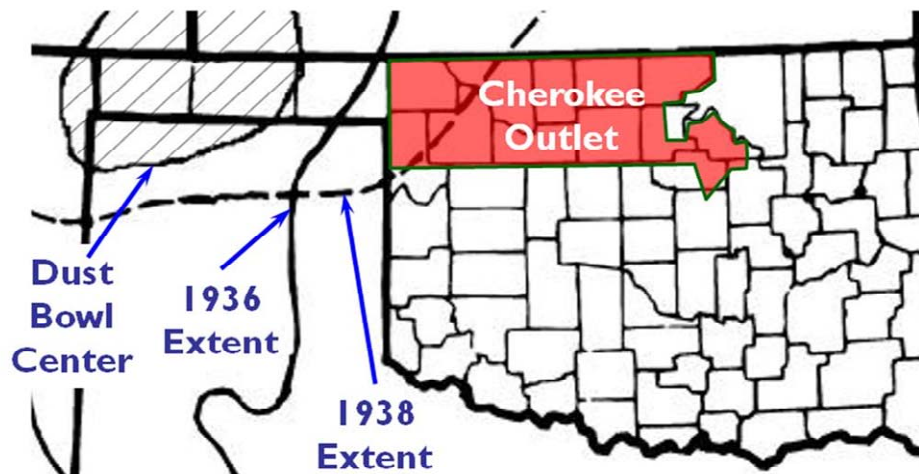 Cherokee
Outlet
Dust
Bowl
Center
1936
Extent
1938
Extent